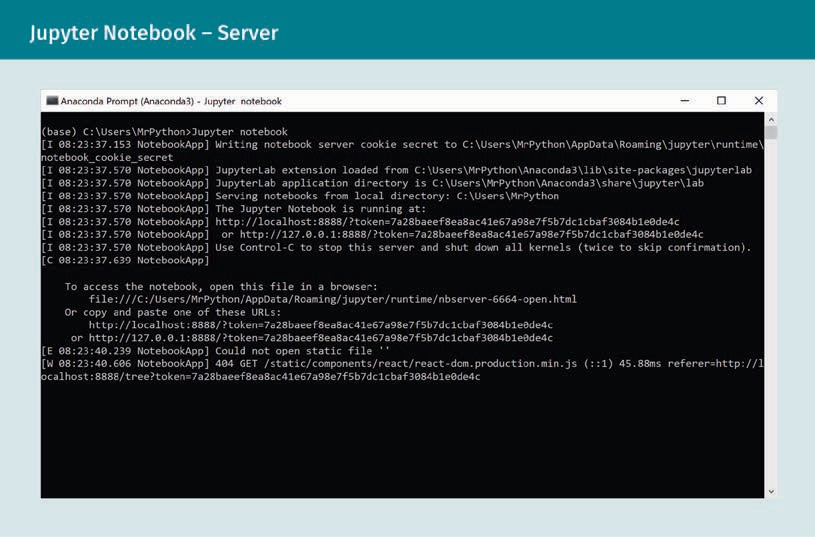 Jupyter Notebook – Server
Anaconda Prompt (Anaconda3) - Jupyter notebook
(base) C:\Users\MrPython>Jupyter notebook
[I 08:23:37.153 NotebookApp] Writing notebook server cookie secret to C:\Users\MrPython\AppData\Roaming\jupyter\runtime\
notebook_cookie_secret
[I 08:23:37.570 NotebookApp] JupyterLab extension loaded from C:\Users\MrPython\Anaconda3\lib\site-packages\jupyterlab
[I 08:23:37.570 NotebookApp] JupyterLab application directory is C:\Users\MrPython\Anaconda3\share\jupyter\lab
[I 08:23:37.570 NotebookApp] Serving notebooks from local directory: C:\Users\MrPython
[I 08:23:37.570 NotebookApp] The Jupyter Notebook is running at:
[I 08:23:37.570 NotebookApp] http://localhost:8888/?token=7a28baeef8ea8ac41e67a98e7f5b7dc1cbaf3084b1e0de4c
[I 08:23:37.570 NotebookApp]  or http://127.0.0.1:8888/?token=7a28baeef8ea8ac41e67a98e7f5b7dc1cbaf3084b1e0de4c
[I 08:23:37.570 NotebookApp] Use Control-C to stop this server and shut down all kernels (twice to skip confirmation).
[C 08:23:37.639 NotebookApp]
To access the notebook, open this file in a browser:
file:///C:/Users/MrPython/AppData/Roaming/jupyter/runtime/nbserver-6664-open.html
Or copy and paste one of these URLs:
http://localhost:8888/?token=7a28baeef8ea8ac41e67a98e7f5b7dc1cbaf3084b1e0de4c
or http://127.0.0.1:8888/?token=7a28baeef8ea8ac41e67a98e7f5b7dc1cbaf3084b1e0de4c
[E 08:23:40.239 NotebookApp] Could not open static file ''
[W 08:23:40.606 NotebookApp] 404 GET /static/components/react/react-dom.production.min.js (::1) 45.88ms referer=http://l
ocalhost:8888/tree?token=7a28baeef8ea8ac41e67a98e7f5b7dc1cbaf3084b1e0de4c